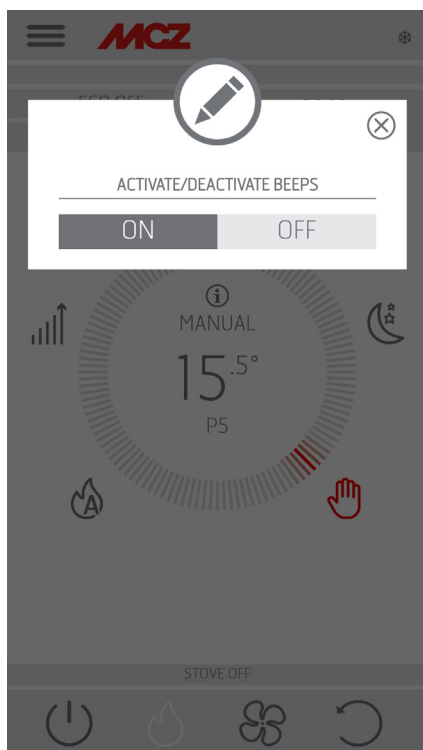 MCZ
ACTIVATE/DEACTIVATE BEEPS
ON OFF
MANUAL
15.5°
P5
A
STOVE OFF